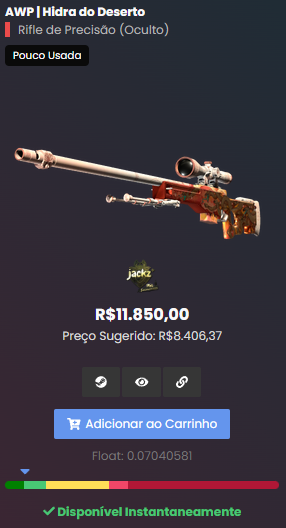 AWP | Hidra do Deserto
Rifle de Precisão (Oculto)
Pouco Usada
jackz
R$11.850,00
Preço Sugerido: R$8.406,37
Adicionar ao Carrinho
Float: 0.07040581
Disponível Instantaneamente